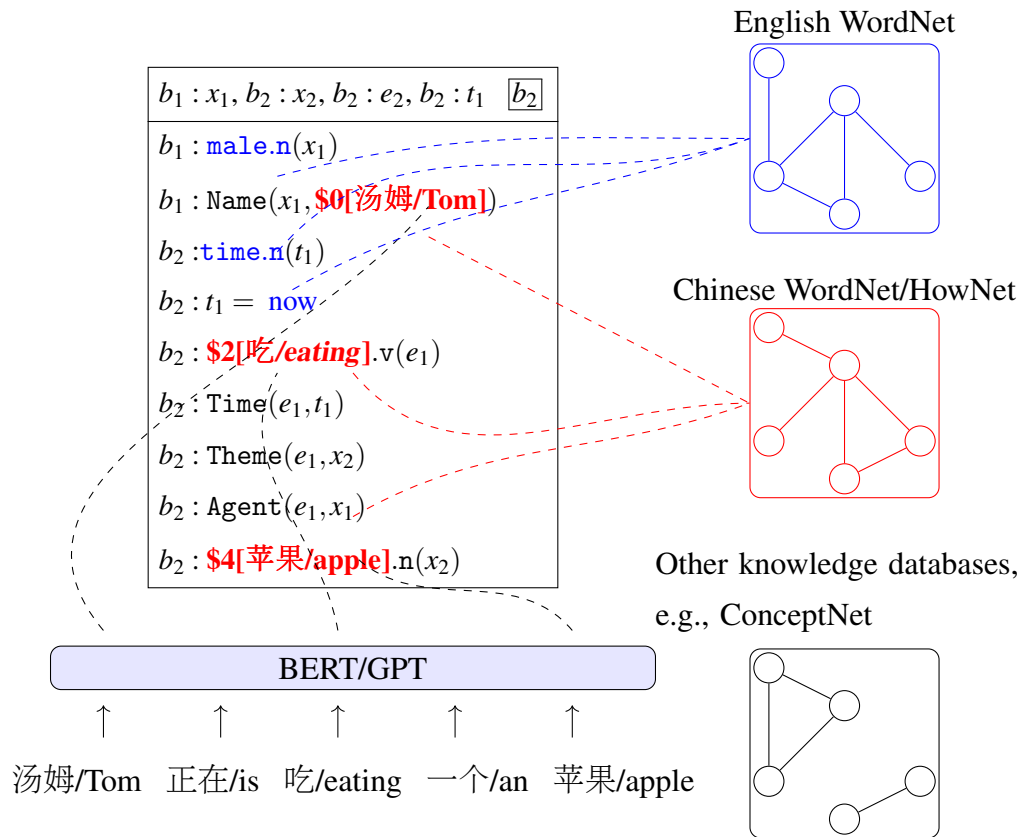 English WordNet
b₁ : x₁, b₂ : x₂, b₂ : e₂, b₂ : t₁ b₂
b₁ : male.n(x₁)
b₁ : Name(x₁, $0[汤姆/Tom])
b₂ :time.n(t₁)
b₂ : t₁ = now
b₂ : $2[吃/eating].v(e₁)
b₂ : Time(e₁, t₁)
b₂ : Theme(e₁, x₂)
b₂ : Agent(e₁, x₁)
b₂ : $4[苹果/apple].n(x₂)
Chinese WordNet/HowNet
Other knowledge databases,
e.g., ConceptNet
BERT/GPT
汤姆/Tom 正在/is 吃/eating 一个/an 苹果/apple